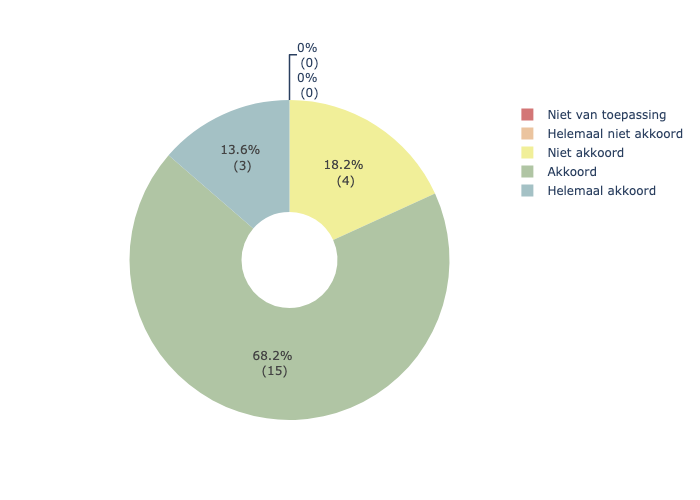 0%
(0)
0%
(0)
13.6%
(3)
18.2%
(4)
68.2%
(15)
Niet van toepassing
Helemaal niet akkoord
Niet akkoord
Akkoord
Helemaal akkoord